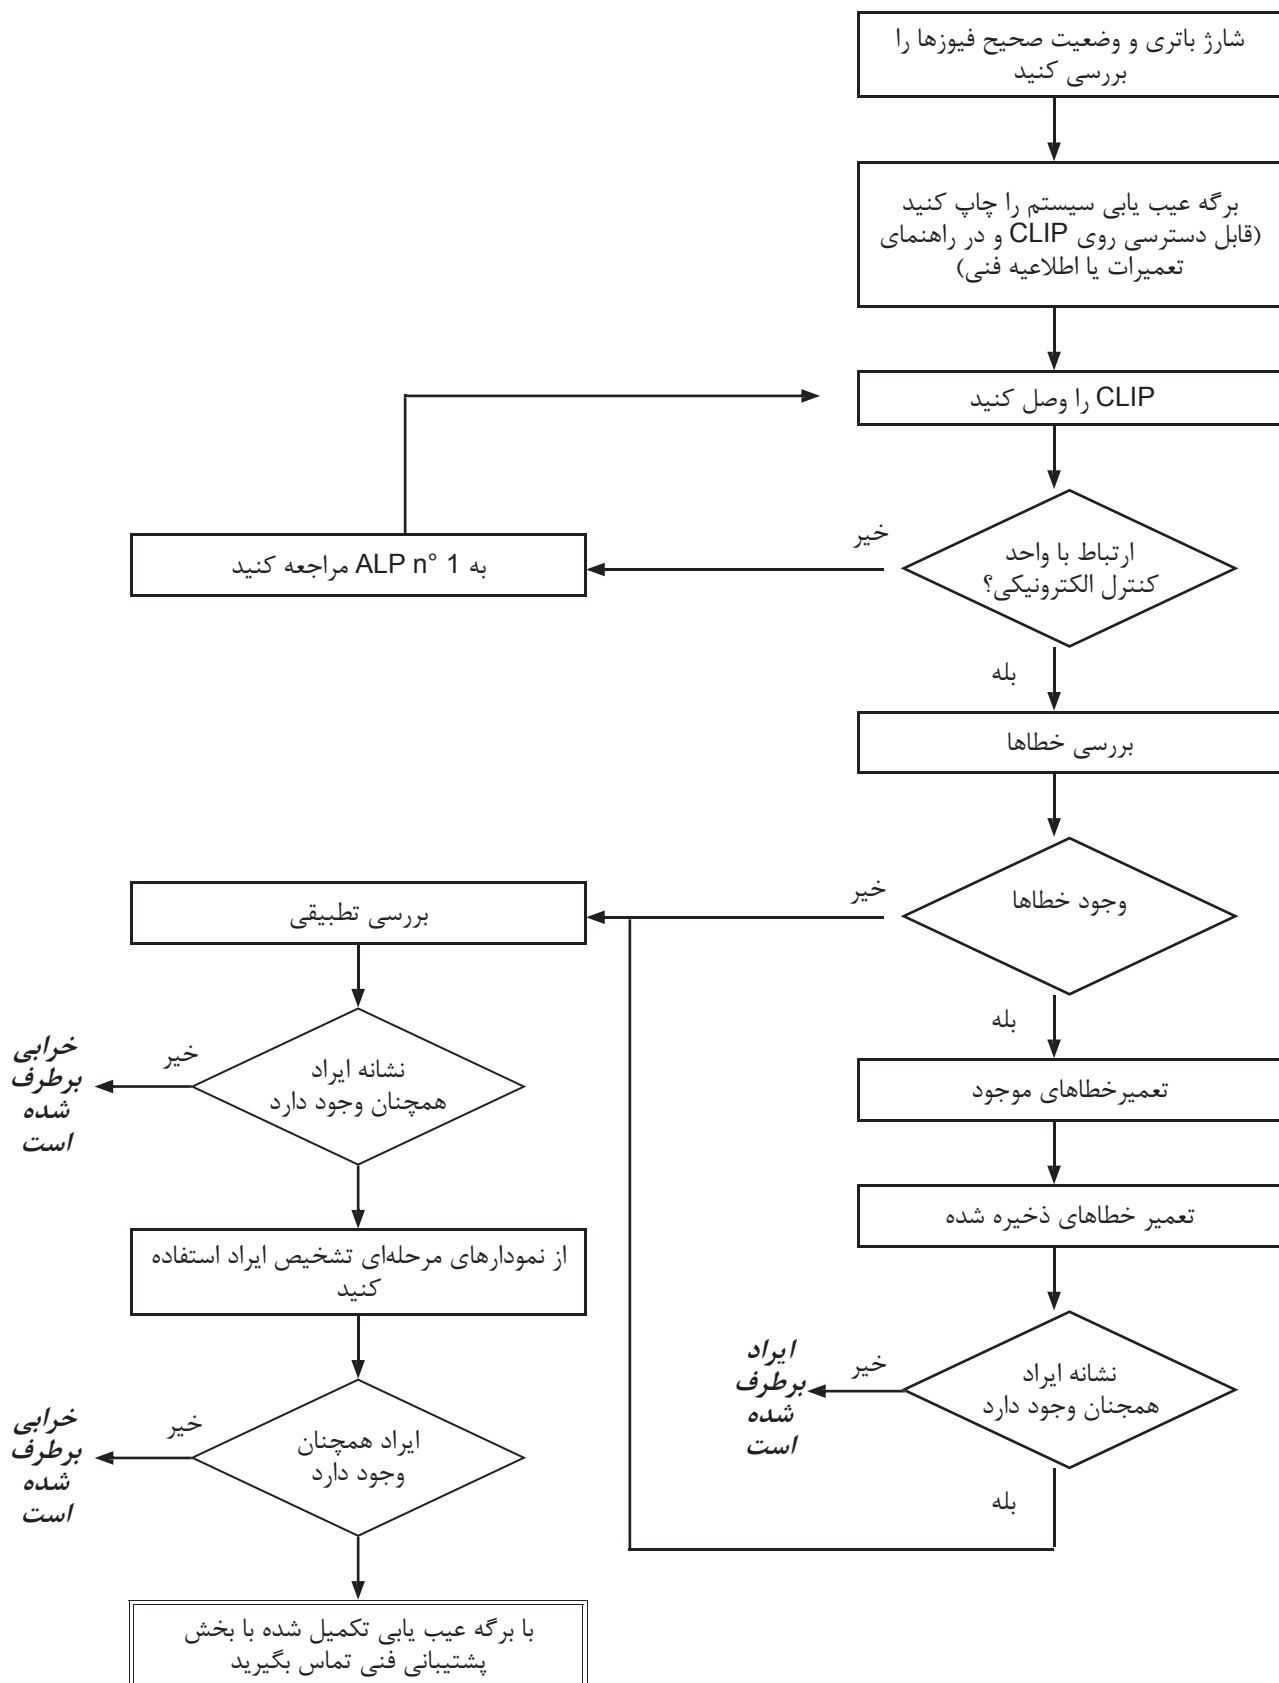 شارژ باتری و وضعیت صحیح فیوزها را
بررسی کنید
برگه عیب یابی سیستم را چاپ کنید
(قابل دسترسی روی CLIP و در راهنمای
تعمیرات یا اطلاعیه فنی)
CLIP را وصل کنید
خیر
ارتباط با واحد
کنترل الکترونیکی؟
به ALP n° 1 مراجعه کنید
بله
بررسی خطاها
خیر
وجود خطاها
بررسی تطبیقی
بله
خیر
نشانه ایراد
همچنان وجود دارد
خرابی
برطرف
شده
است
تعمیرخطاهای موجود
تعمیر خطاهای ذخیره شده
از نمودارهای مرحله‌ای تشخیص ایراد استفاده
کنید
نشانه ایراد
همجنان وجود دارد
خیر
ایراد
برطرف
شده
است
بله
ایراد همچنان
وجود دارد
خیر
خرابی
برطرف
شده
است
با برگه عیب یابی تکمیل شده با بخش
پشتیبانی فنی تماس بگیرید